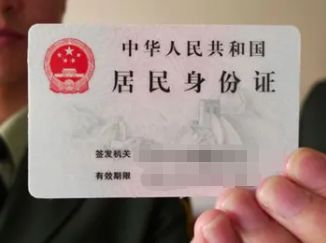 中华人民共和国
居民身份证
签发机关
有效期限